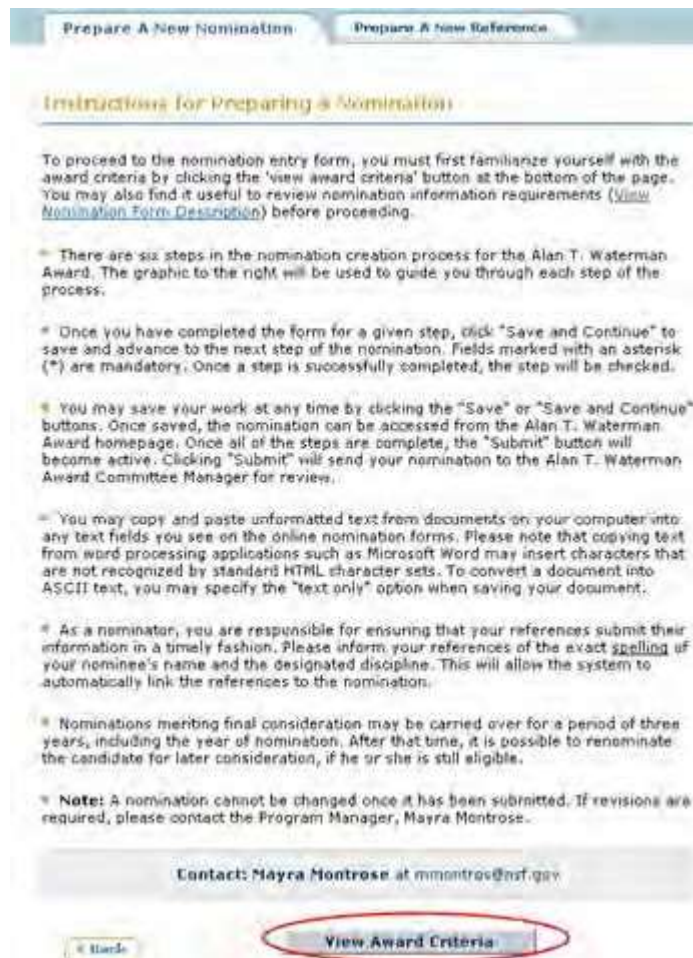 Prepare A New Nomination
Prepare A New Reference
Instructions for Preparing a Nomination
To proceed to the nomination entry form, you must first familiarize yourself with the
award criteria by clicking the 'view award criteria' button at the bottom of the page.
You may also find it useful to review nomination information requirements (View
Nomination Form Description) before proceeding.
* There are six steps in the nomination creation process for the Alan T. Waterman
Award. The graphic to the right will be used to guide you through each step of the
process.
* Once you have completed the form for a given step, click "Save and Continue" to
save and advance to the next step of the nomination. Fields marked with an asterisk
(*) are mandatory. Once a step is successfully completed, the step will be checked.
* You may save your work at any time by clicking the "Save" or "Save and Continue"
buttons. Once saved, the nomination can be accessed from the Alan T. Waterman
Award homepage. Once all of the steps are complete, the "Submit" button will
become active. Clicking "Submit" will send your nomination to the Alan T. Waterman
Award Committee Manager for review.
* You may copy and paste unformatted text from documents on your computer into
any text fields you see on the online nomination forms. Please note that copying text
from word processing applications such as Microsoft Word may insert characters that
are not recognized by standard HTML character sets. To convert a document into
ASCII text, you may specify the "text only" option when saving your document.
* As a nominator, you are responsible for ensuring that your references submit their
information in a timely fashion. Please inform your references of the exact spelling of
your nominee's name and the designated discipline. This will allow the system to
automatically link the references to the nomination.
* Nominations meriting final consideration may be carried over for a period of three
years, including the year of nomination. After that time, it is possible to renominate
the candidate for later consideration, if he or she is still eligible.
* Note: A nomination cannot be changed once it has been submitted. If revisions are
required, please contact the Program Manager, Mayra Montrose.
Contact: Mayra Montrose at mmontros@nsf.gov
< Back
View Award Criteria